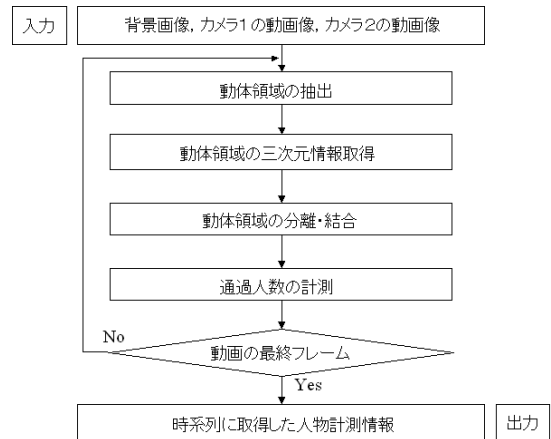 入力
背景画像，カメラ１の動画像，カメラ２の動画像
動体領域の抽出
動体領域の三次元情報取得
動体領域の分離・結合
通過人数の計測
No
動画の最終フレーム
Yes
時系列に取得した人物計測情報
出力